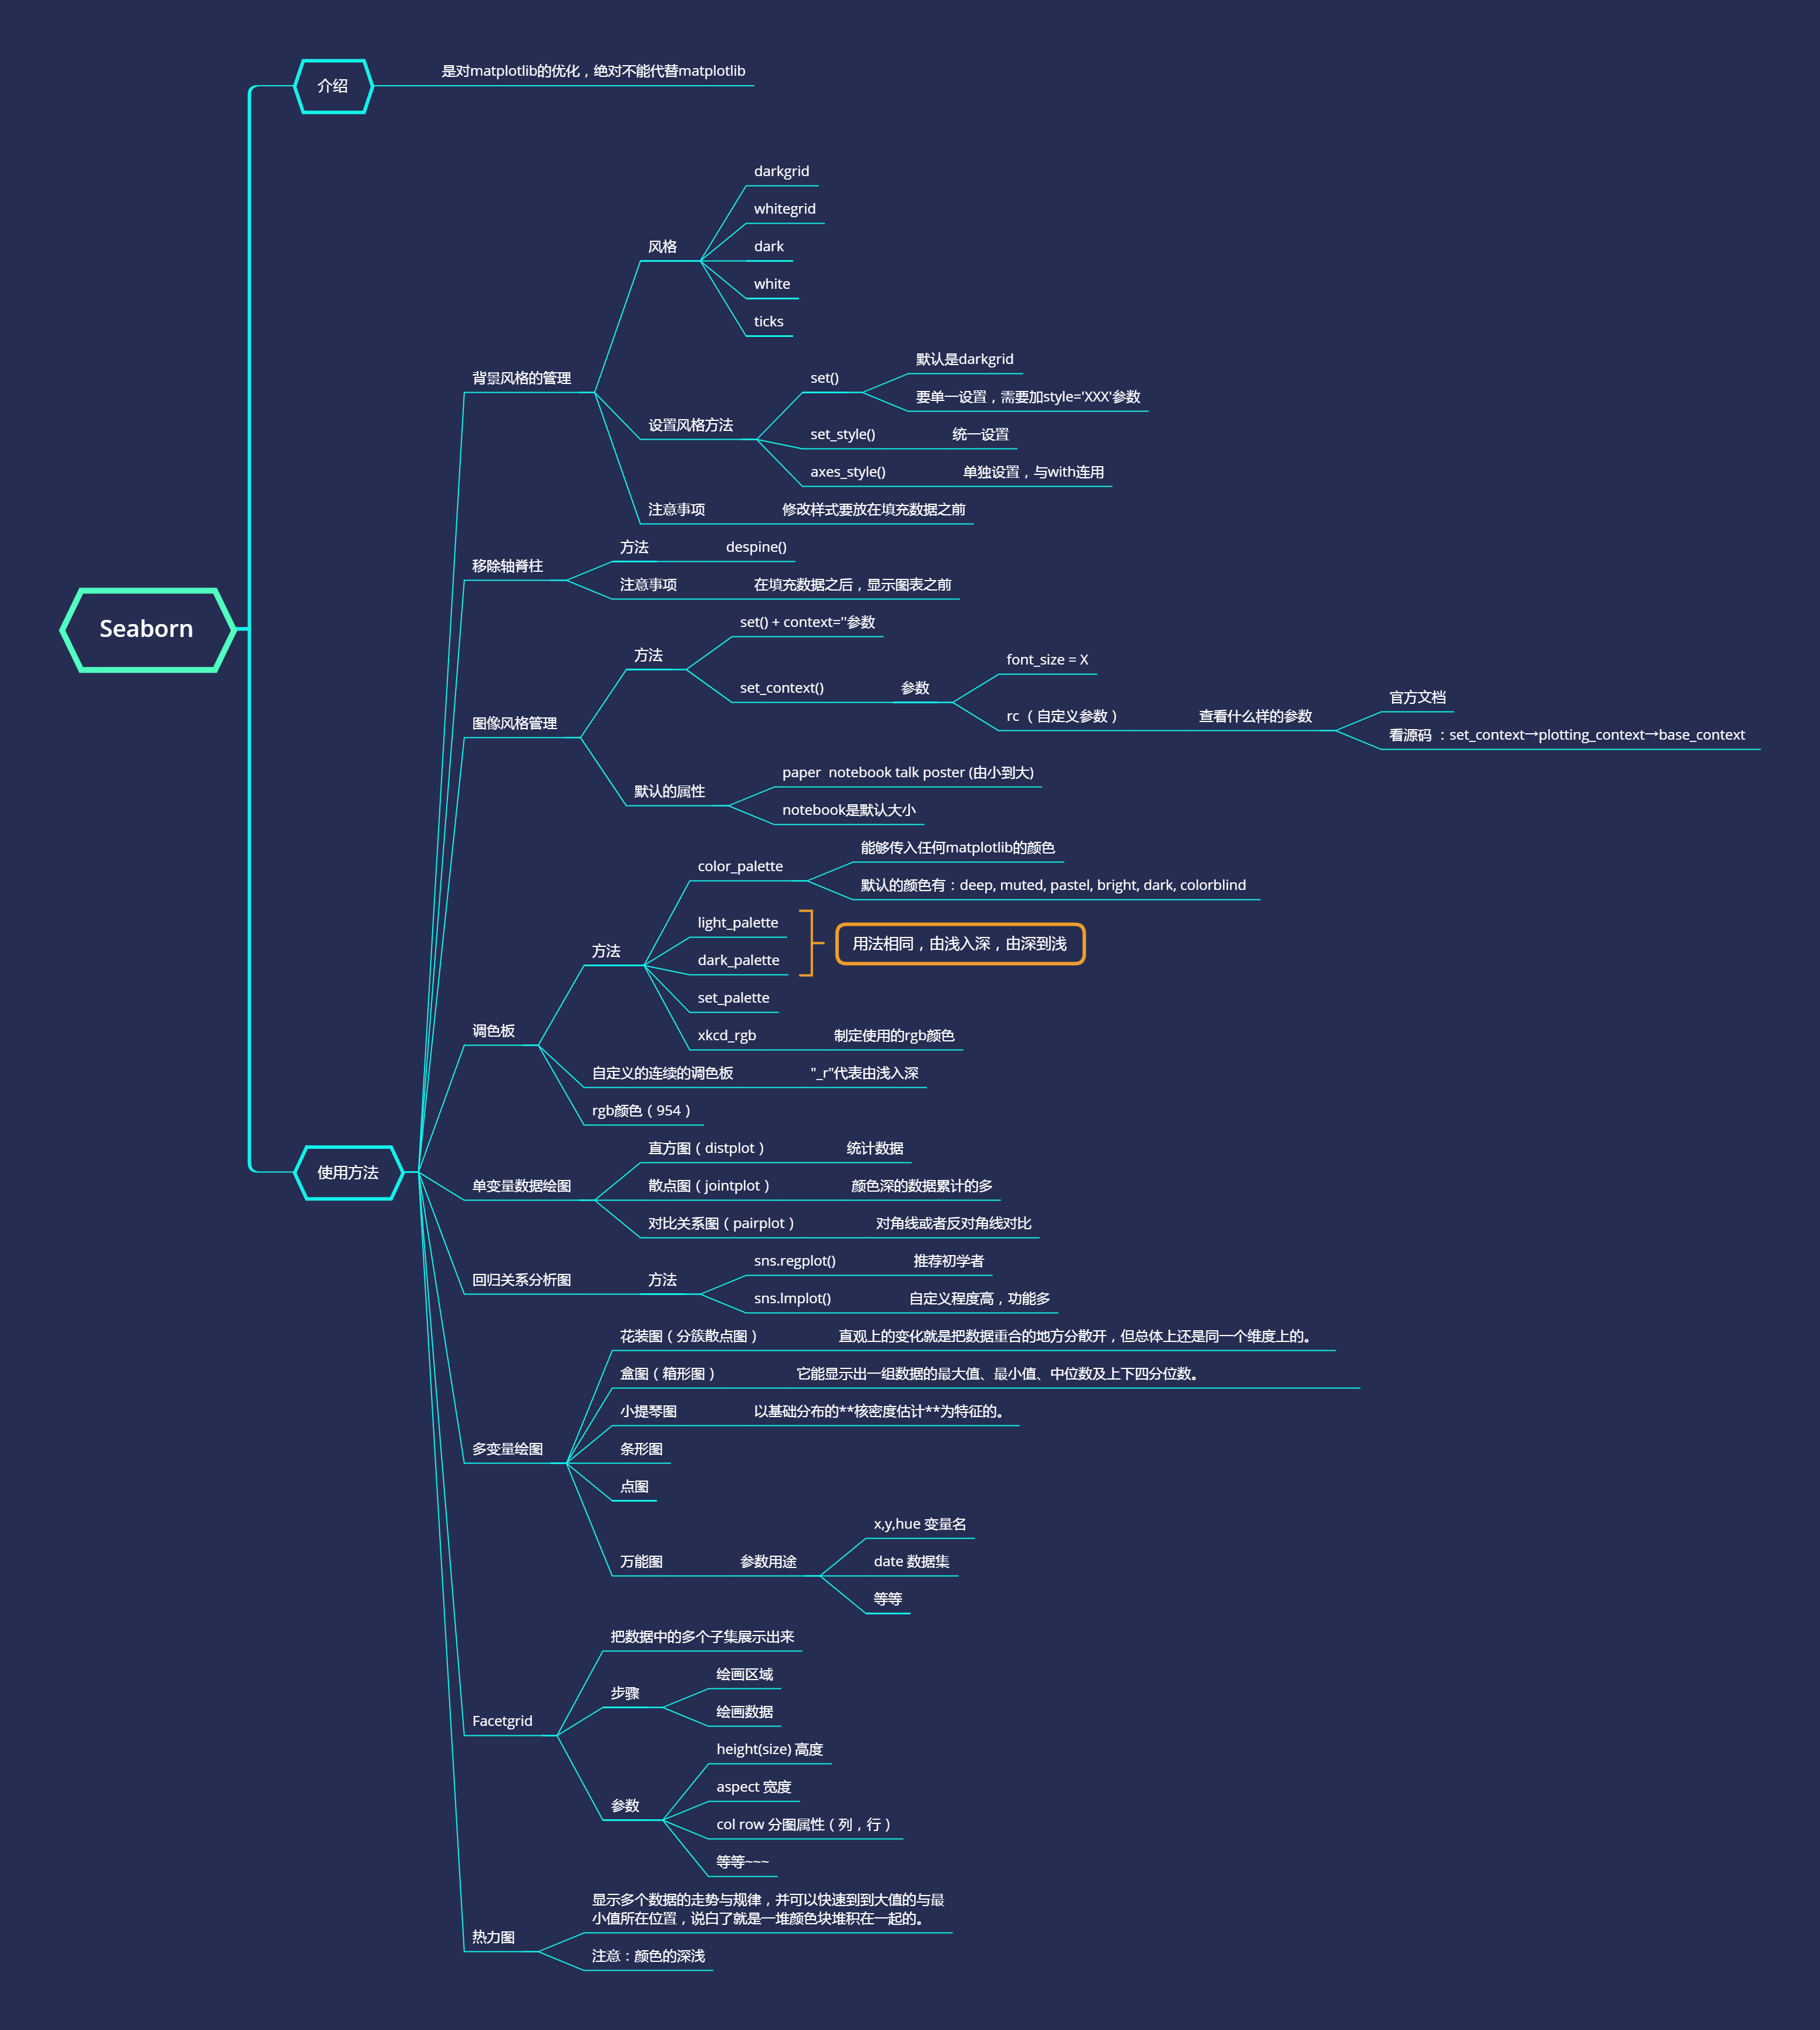 介绍
是对matplotlib的优化，绝对不能代替matplotlib
darkgrid
whitegrid
风格
dark
white
ticks
默认是darkgrid
背景风格的管理
set()
要单一设置，需要加style='XXX'参数
设置风格方法
set_style()
统一设置
axes_style()
单独设置，与with连用
注意事项
修改样式要放在填充数据之前
方法
despine()
移除轴脊柱
注意事项
在填充数据之后，显示图表之前
Seaborn
set() + context=''参数
方法
font_size = X
set_context()
参数
官方文档
图像风格管理
rc （自定义参数）
查看什么样的参数
看源码 ：set_context→plotting_context→base_context
paper  notebook talk poster (由小到大)
默认的属性
notebook是默认大小
能够传入任何matplotlib的颜色
color_palette
默认的颜色有：deep, muted, pastel, bright, dark, colorblind
light_palette
方法
用法相同，由浅入深，由深到浅
dark_palette
set_palette
调色板
xkcd_rgb
制定使用的rgb颜色
自定义的连续的调色板
"_r"代表由浅入深
rgb颜色（954）
直方图（distplot）
统计数据
使用方法
单变量数据绘图
散点图（jointplot）
颜色深的数据累计的多
对比关系图（pairplot）
对角线或者反对角线对比
sns.regplot()
推荐初学者
回归关系分析图
方法
sns.lmplot()
自定义程度高，功能多
花装图（分簇散点图）
直观上的变化就是把数据重合的地方分散开，但总体上还是同一个维度上的。
盒图（箱形图）
它能显示出一组数据的最大值、最小值、中位数及上下四分位数。
小提琴图
以基础分布的**核密度估计**为特征的。
多变量绘图
条形图
点图
x,y,hue 变量名
万能图
参数用途
date 数据集
等等
把数据中的多个子集展示出来
绘画区域
步骤
绘画数据
Facetgrid
height(size) 高度
aspect 宽度
参数
col row 分图属性（列，行）
等等~~~
显示多个数据的走势与规律，并可以快速到到大值的与最
小值所在位置，说白了就是一堆颜色块堆积在一起的。
热力图
注意：颜色的深浅